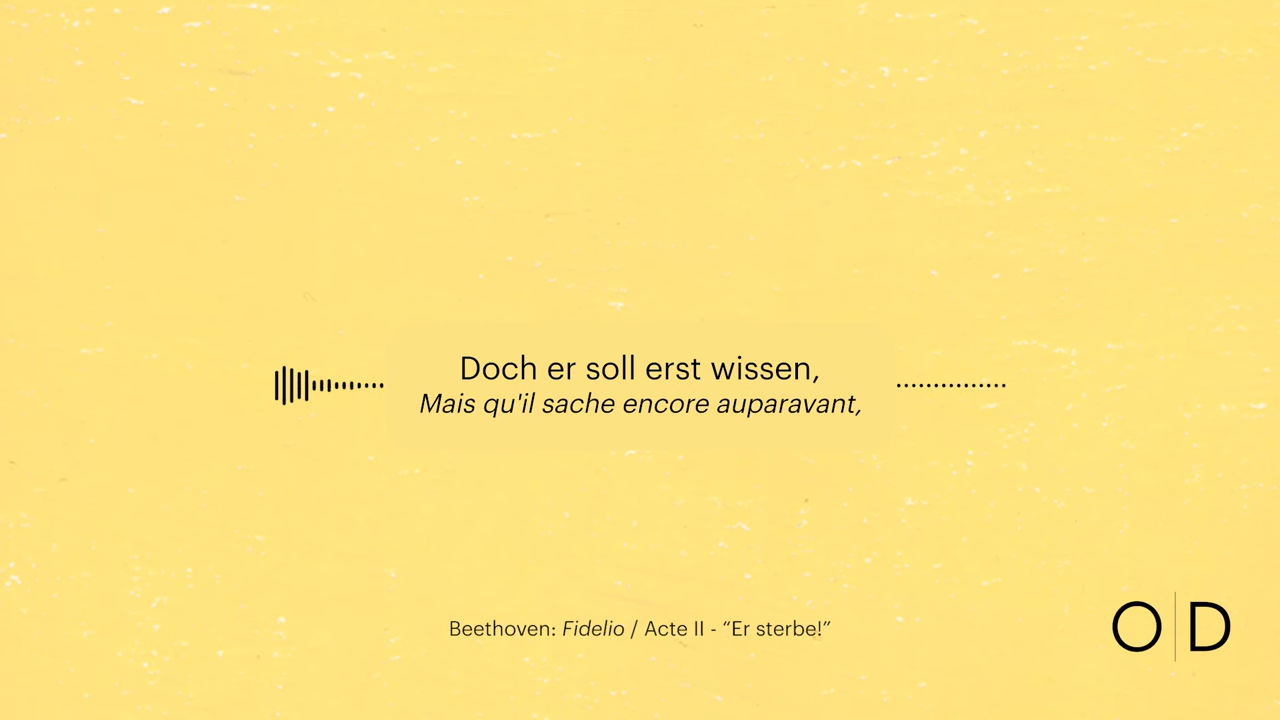 Doch er soll erst wissen,
Mais qu'il sache encore auparavant,
Beethoven: Fidelio / Acte II - “Er sterbe!”
O|D